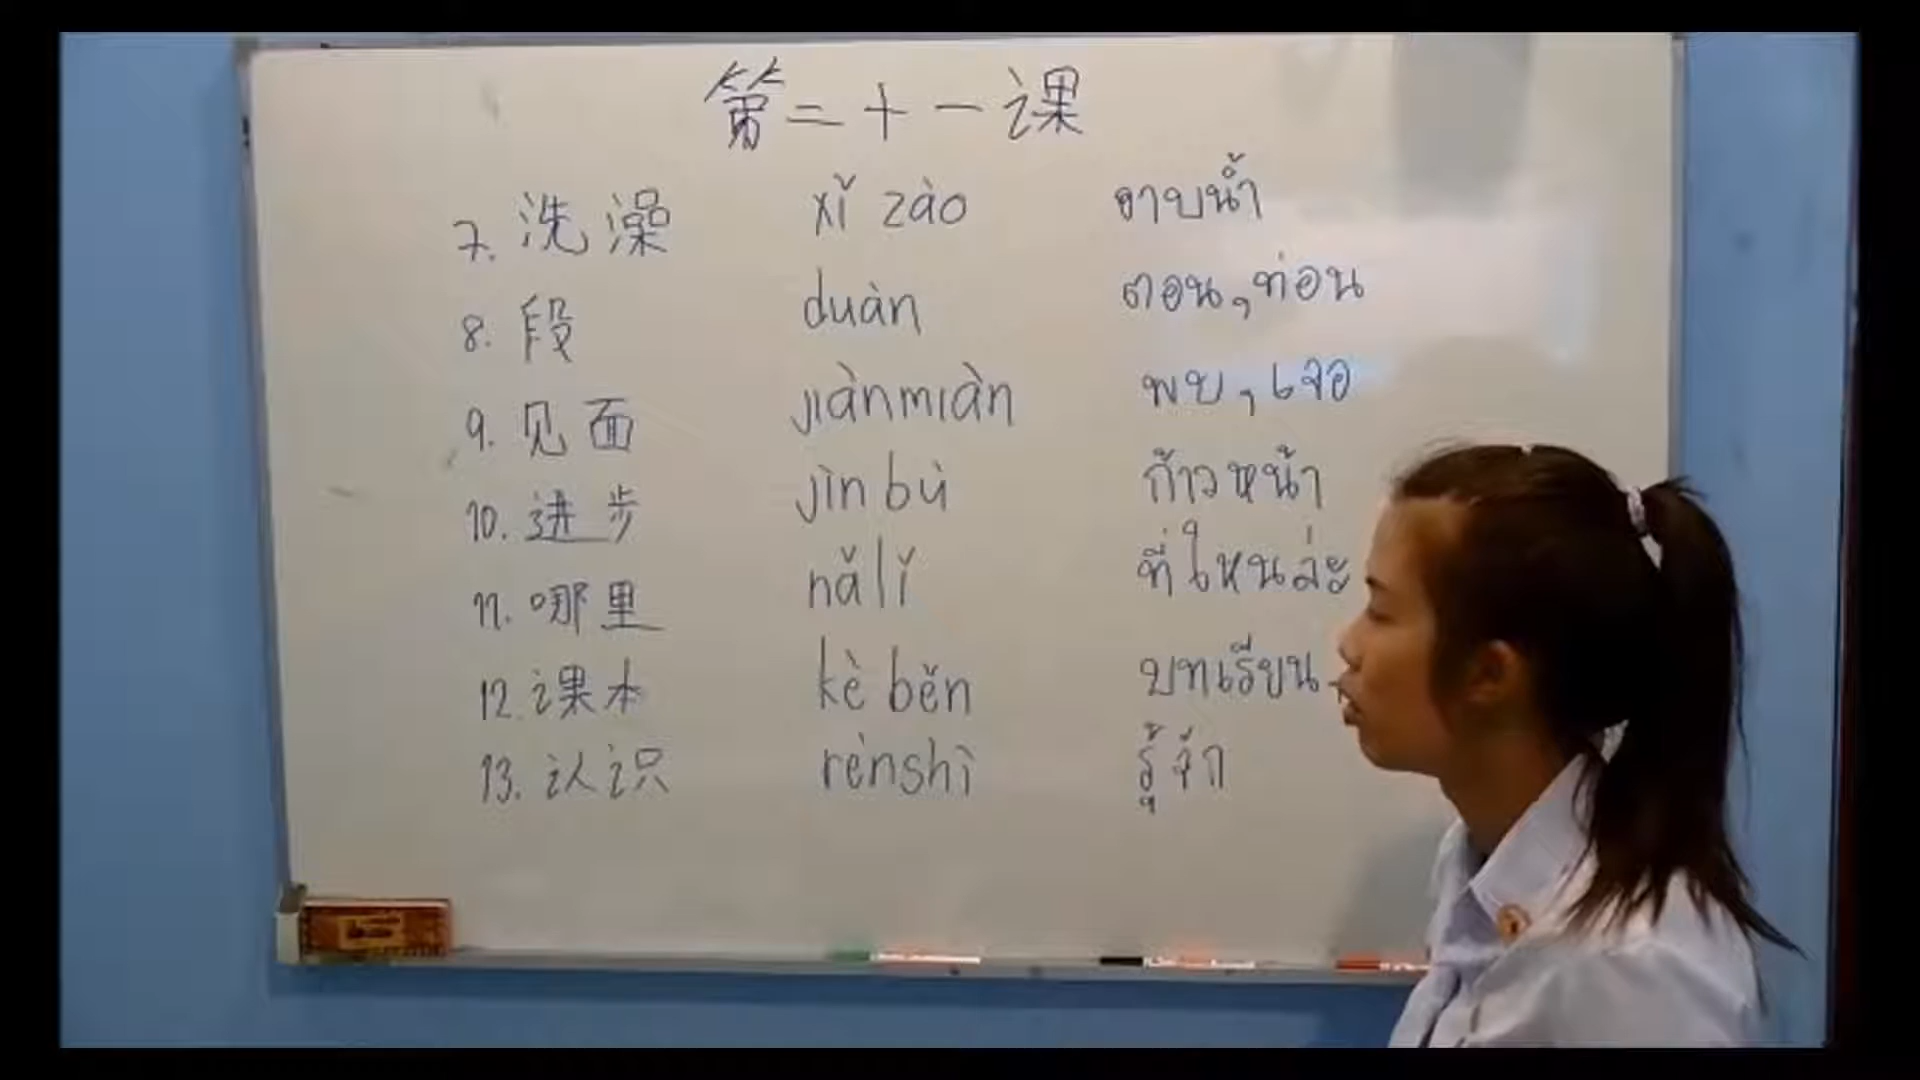 第二十一课
7. 洗澡 xǐ zào อาบน้ำ
8. 段 duàn ตอน,ท่อน
9. 见面 jiànmiàn พบ,เจอ
10. 进步 jìn bù ก้าวหน้า
11. 哪里 nǎ lǐ ที่ไหนล่ะ
12. 课本 kè běn บทเรียน
13. 认识 rènshì รู้จัก